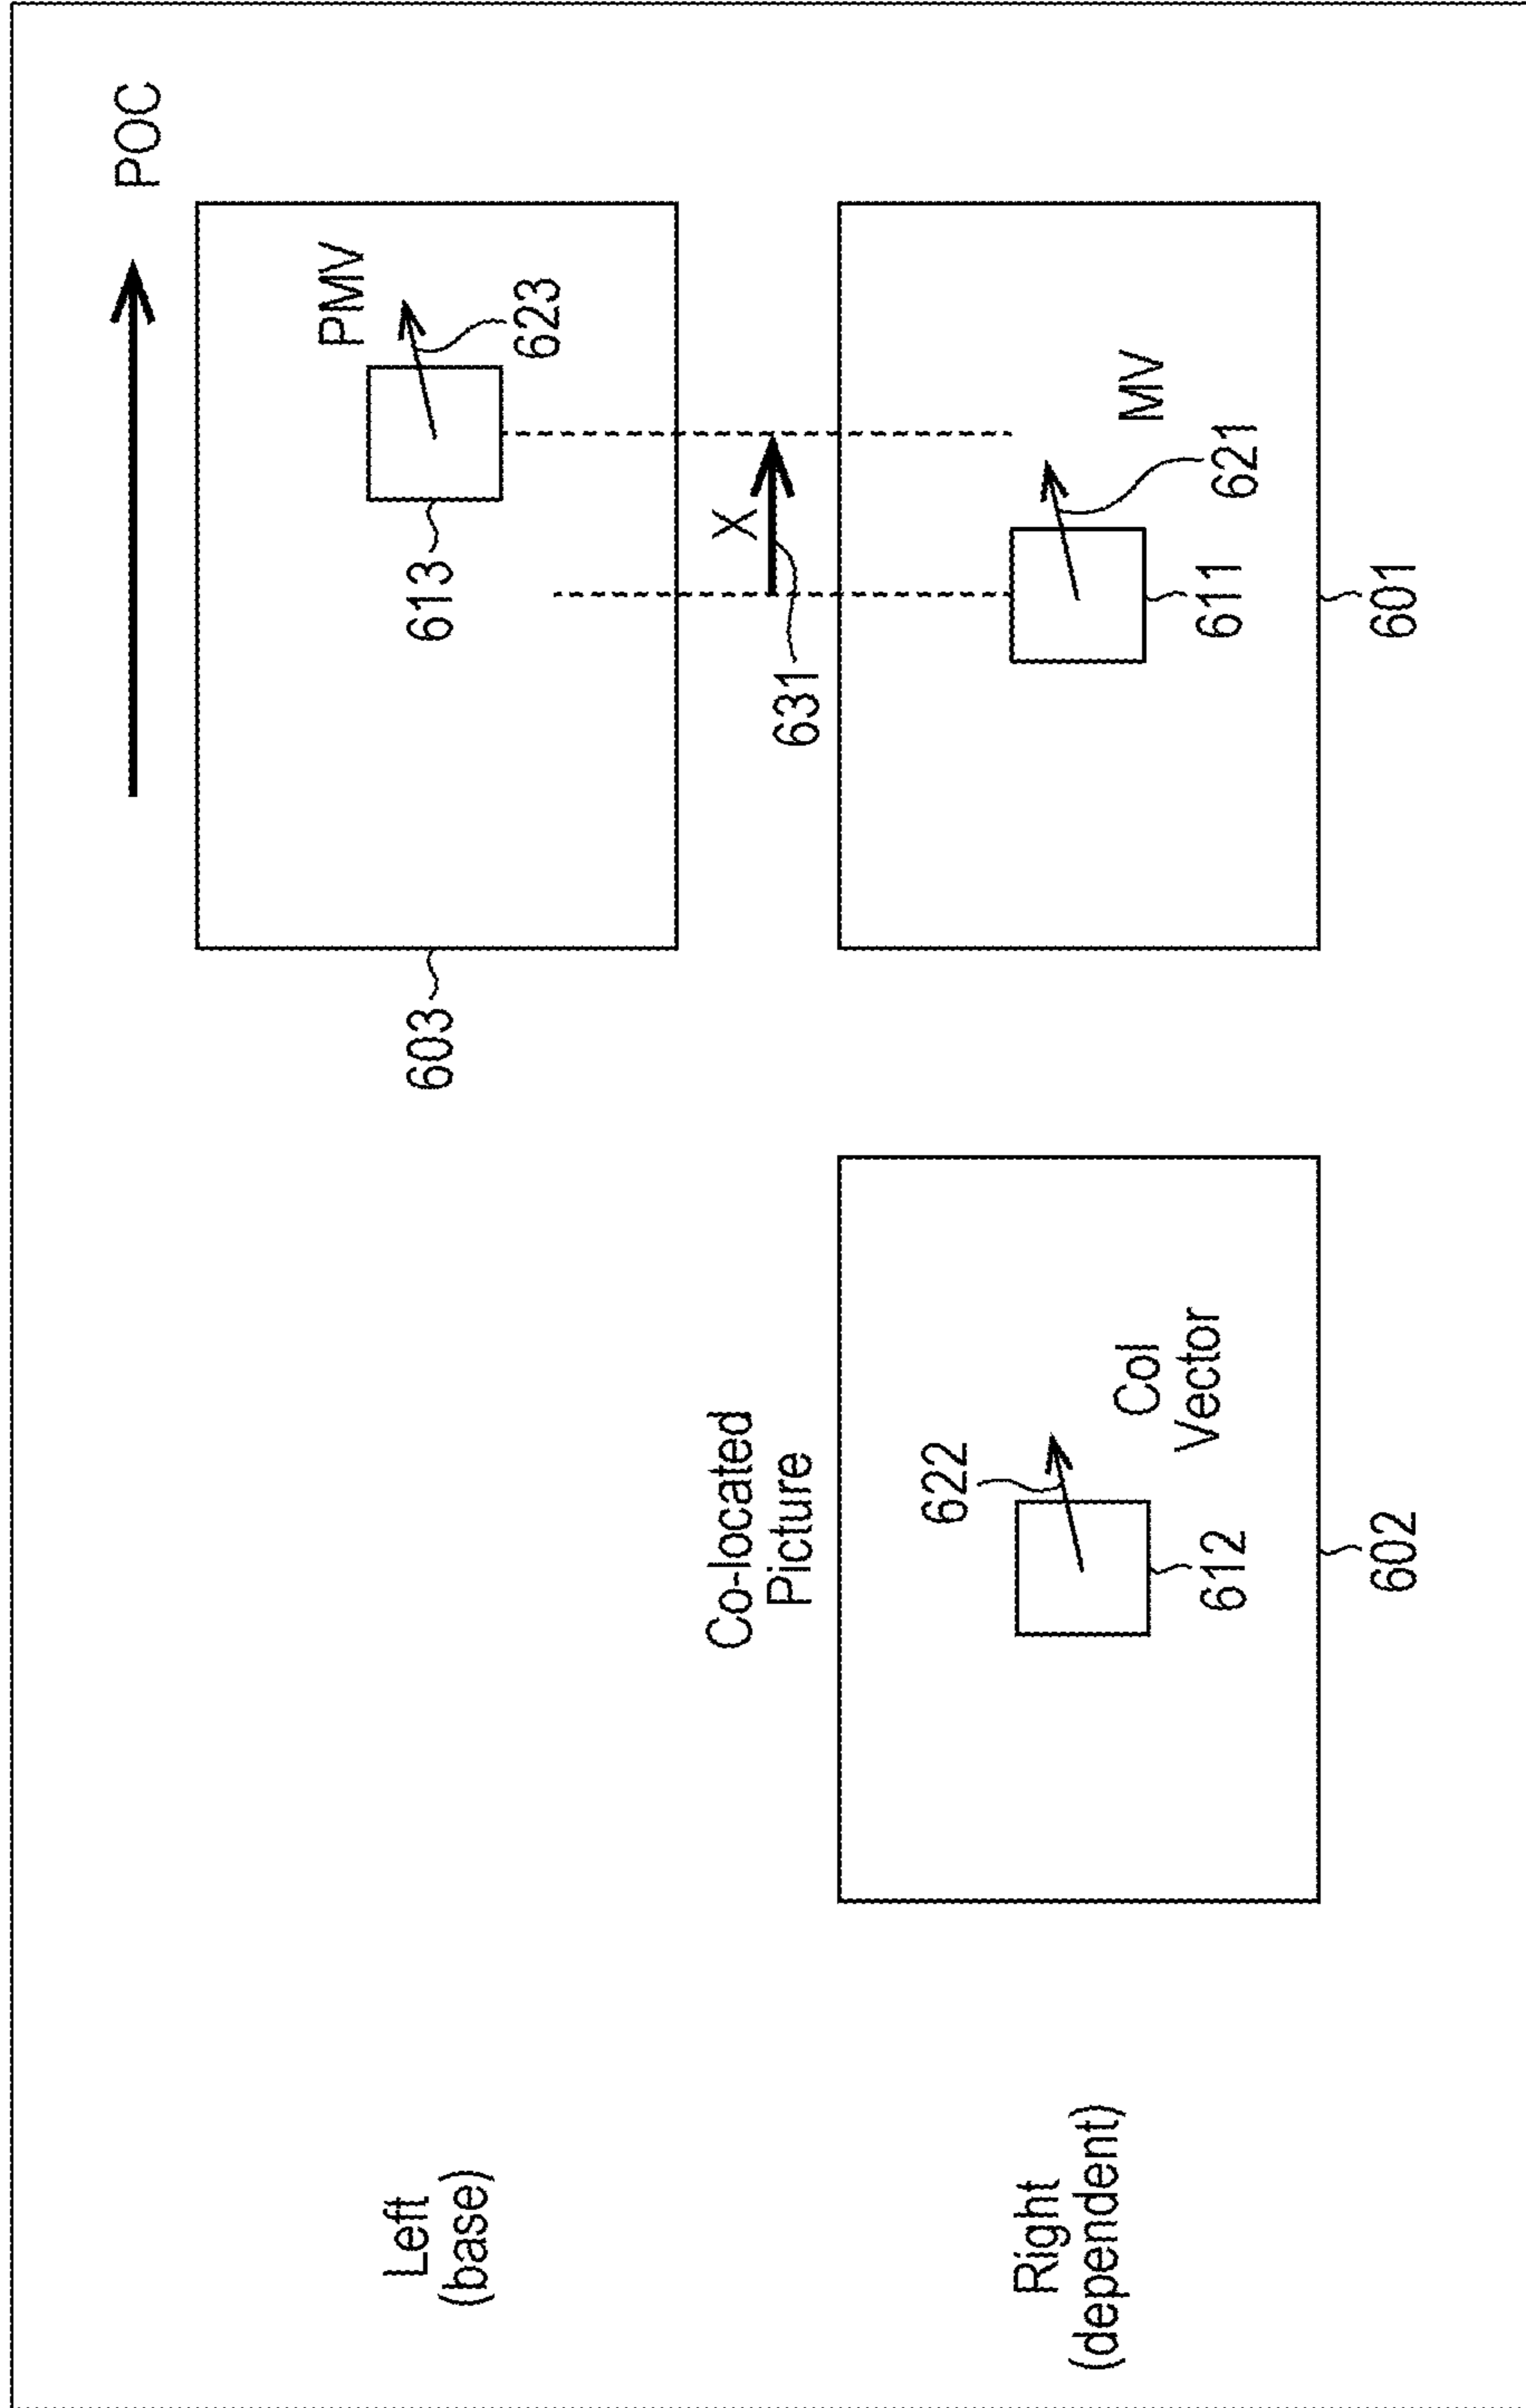 POC
Left
(base)
603
613
PMV
623
Co-located
Picture
X
631
Right
(dependent)
622
Col
Vector
612
602
MV
621
611
601